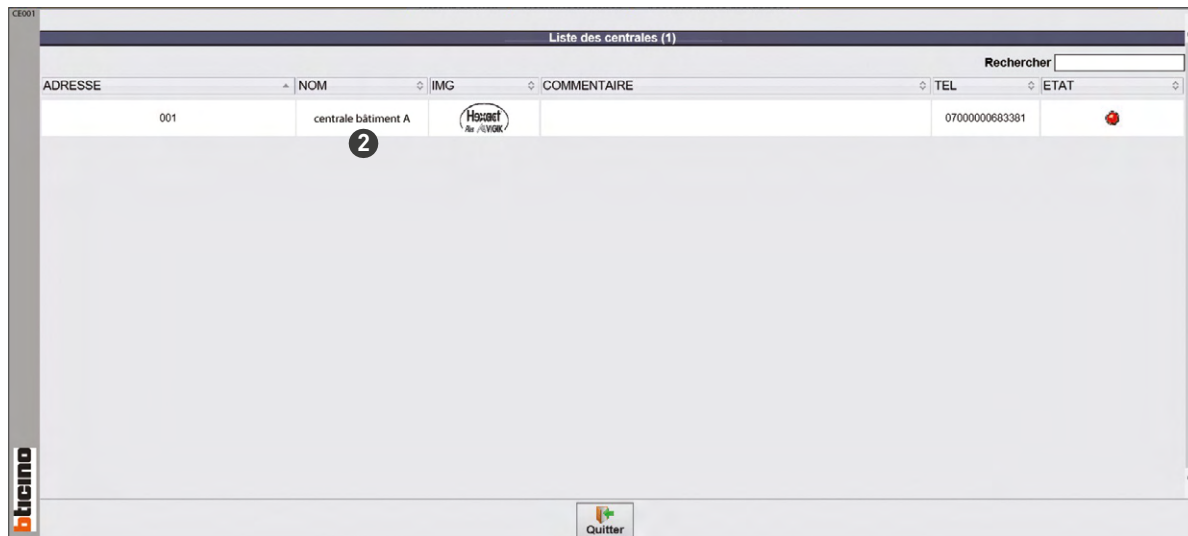 CE001
Liste des centrales (1)
Rechercher
ADRESSE NOM IMG COMMENTAIRE TEL ETAT
001 centrale bâtiment A Hexact 07000000683381
VIGIK
2
bticino
Quitter